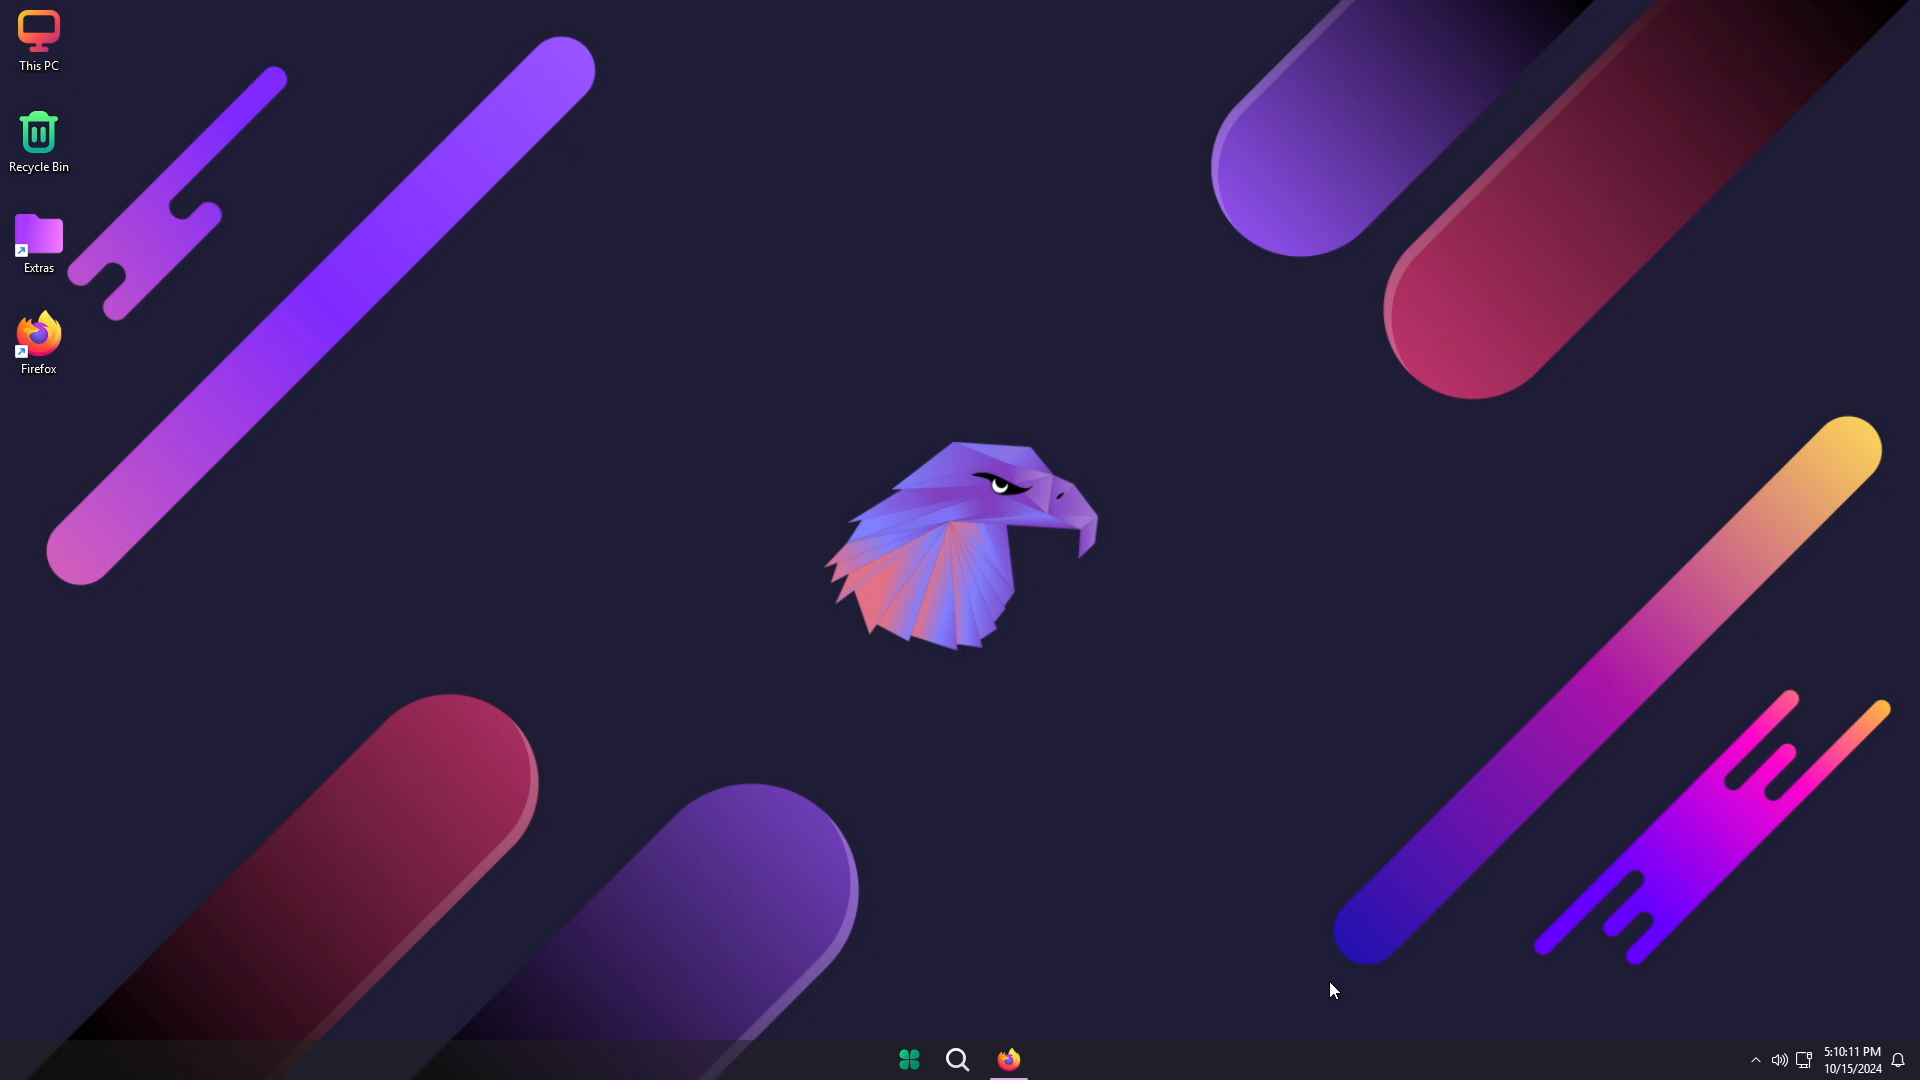 This PC
Recycle Bin
Extras
Firefox
5:10:11 PM
10/15/2024